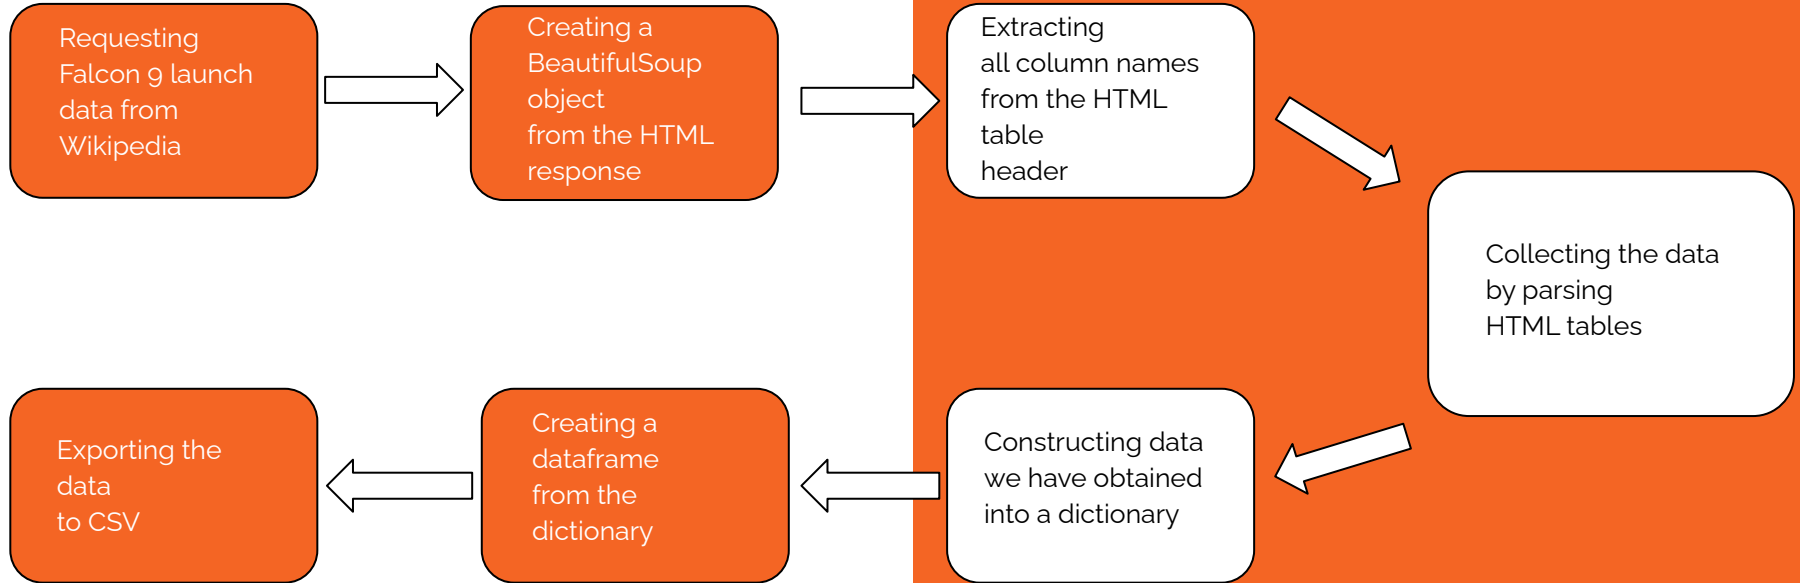 Requesting
Falcon 9 launch
data from
Wikipedia
Creating a
BeautifulSoup
object
from the HTML
response
Extracting
all column names
from the HTML
table
header
Collecting the data
by parsing
HTML tables
Constructing data
we have obtained
into a dictionary
Creating a
dataframe
from the
dictionary
Exporting the
data
to CSV